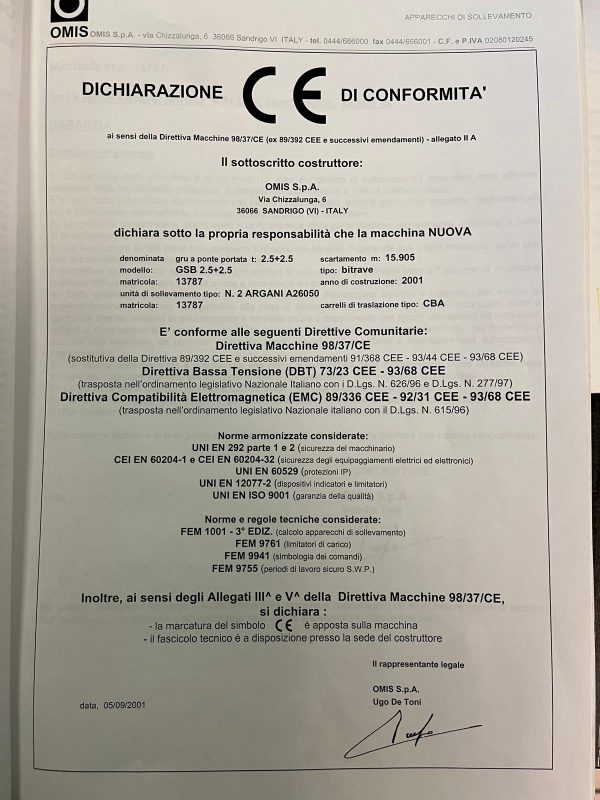 APPARECCHI DI SOLLEVAMENTO
OMIS OMIS S.p.A. - via Chizzalunga, 6 36066 Sandrigo VI ITALY - tel. 0444/666000 fax 0444/666001 - C.F. e P.IVA 02080120245
DICHIARAZIONE CE DI CONFORMITA'
ai sensi della Direttiva Macchine 98/37/CE (ex 89/392 CEE e successivi emendamenti) - allegato II A
Il sottoscritto costruttore:
OMIS S.p.A.
Via Chizzalunga, 6
36066 SANDRIGO (VI) - ITALY
dichiara sotto la propria responsabilità che la macchina NUOVA
denominata gru a ponte portata t: 2.5+2.5 scartamento m: 15.905
modello: GSB 2.5+2.5 tipo: bitrave
matricola: 13787 anno di costruzione: 2001
unità di sollevamento tipo: N. 2 ARGANI A26050
matricola: 13787 carrelli di traslazione tipo: CBA
E' conforme alle seguenti Direttive Comunitarie:
Direttiva Macchine 98/37/CE
(sostitutiva della Direttiva 89/392 CEE e successivi emendamenti 91/368 CEE - 93/44 CEE - 93/68 CEE)
Direttiva Bassa Tensione (DBT) 73/23 CEE - 93/68 CEE
(trasposta nell'ordinamento legislativo Nazionale Italiano con i D.Lgs. N. 626/96 e D.Lgs. N. 277/97)
Direttiva Compatibilità Elettromagnetica (EMC) 89/336 CEE - 92/31 CEE - 93/68 CEE
(trasposta nell'ordinamento legislativo Nazionale italiano con il D.Lgs. N. 615/96)
Norme armonizzate considerate:
UNI EN 292 parte 1 e 2 (sicurezza del macchinario)
CEI EN 60204-1 e CEI EN 60204-32 (sicurezza degli equipaggiamenti elettrici ed elettronici)
UNI EN 60529 (protezioni IP)
UNI EN 12077-2 (dispositivi indicatori e limitatori)
UNI EN ISO 9001 (garanzia della qualità)
Norme e regole tecniche considerate:
FEM 1001 - 3° EDIZ. (calcolo apparecchi di sollevamento)
FEM 9761 (limitatori di carico)
FEM 9941 (simbologia dei comandi)
FEM 9755 (periodi di lavoro sicuro S.W.P.)
Inoltre, ai sensi degli Allegati III^ e V^ della Direttiva Macchine 98/37/CE,
si dichiara :
- la marcatura del simbolo CE è apposta sulla macchina
- il fascicolo tecnico è a disposizione presso la sede del costruttore
Il rappresentante legale
OMIS S.p.A.
Ugo De Toni
data, 05/09/2001